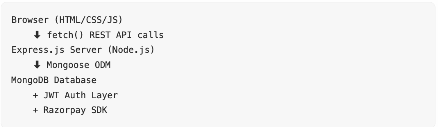 Browser (HTML/CSS/JS)
⬇ fetch() REST API calls
Express.js Server (Node.js)
⬇ Mongoose ODM
MongoDB Database
+ JWT Auth Layer
+ Razorpay SDK